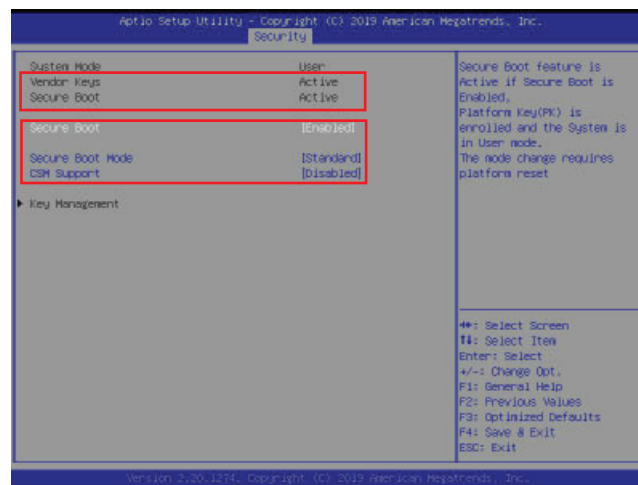 Aptio Setup Utility - Copyright (C) 2019 American Megatrends, Inc.
Security
System Mode User
Vendor Keys Active
Secure Boot Active
Secure Boot [Enabled]
Secure Boot Mode [Standard]
CSM Support [Disabled]
Key Management
Secure Boot feature is
Active if Secure Boot is
Enabled,
Platform Key(PK) is
enrolled and the System is
in User mode.
The mode change requires
platform reset
: Select Screen
: Select Item
Enter: Select
+/-: Change Opt.
F1: General Help
F2: Previous Values
F3: Optimized Defaults
F4: Save & Exit
ESC: Exit
Version 2.20.1274. Copyright (C) 2019 American Megatrends, Inc.